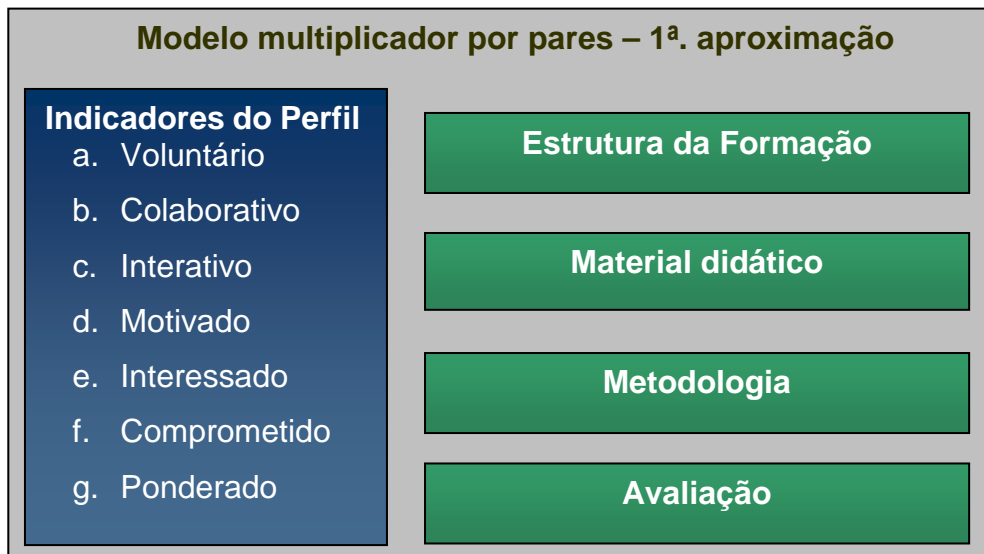 Modelo multiplicador por pares – 1ª. aproximação
Indicadores do Perfil
a. Voluntário
b. Colaborativo
c. Interativo
d. Motivado
e. Interessado
f. Comprometido
g. Ponderado
Estrutura da Formação
Material didático
Metodologia
Avaliação